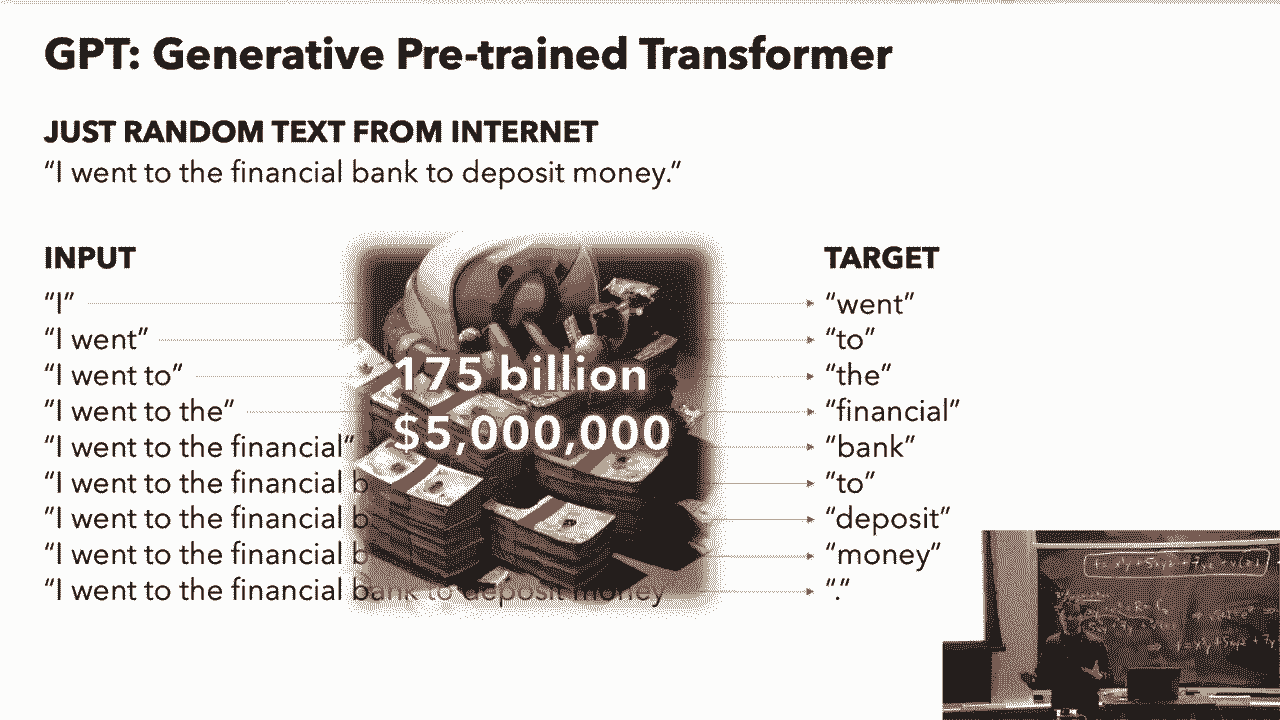 GPT: Generative Pre-trained Transformer
JUST RANDOM TEXT FROM INTERNET
“I went to the financial bank to deposit money.”
INPUT
TARGET
“I”
“went”
“I went”
“to”
“I went to”
“the”
“I went to the”
“financial”
“I went to the financial”
“bank”
“I went to the financial b
“to”
“I went to the financial b
“deposit”
“I went to the financial b
“money”
“I went to the financial bank to deposit money
“.”
175 billion
$5,000,000